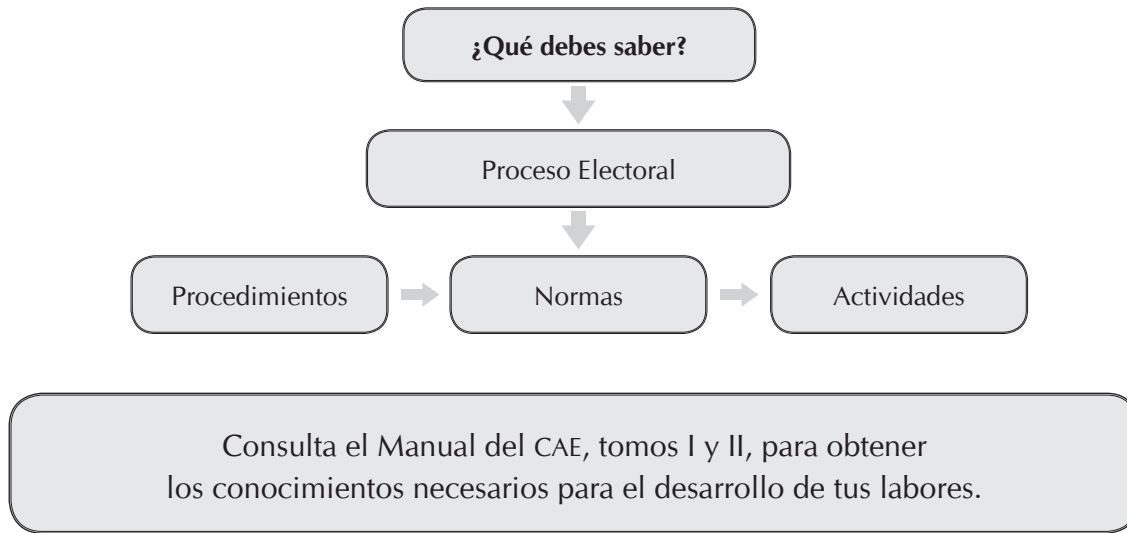 ¿Qué debes saber?
Proceso Electoral
Procedimientos
Normas
Actividades
Consulta el Manual del CAE, tomos I y II, para obtener
los conocimientos necesarios para el desarrollo de tus labores.